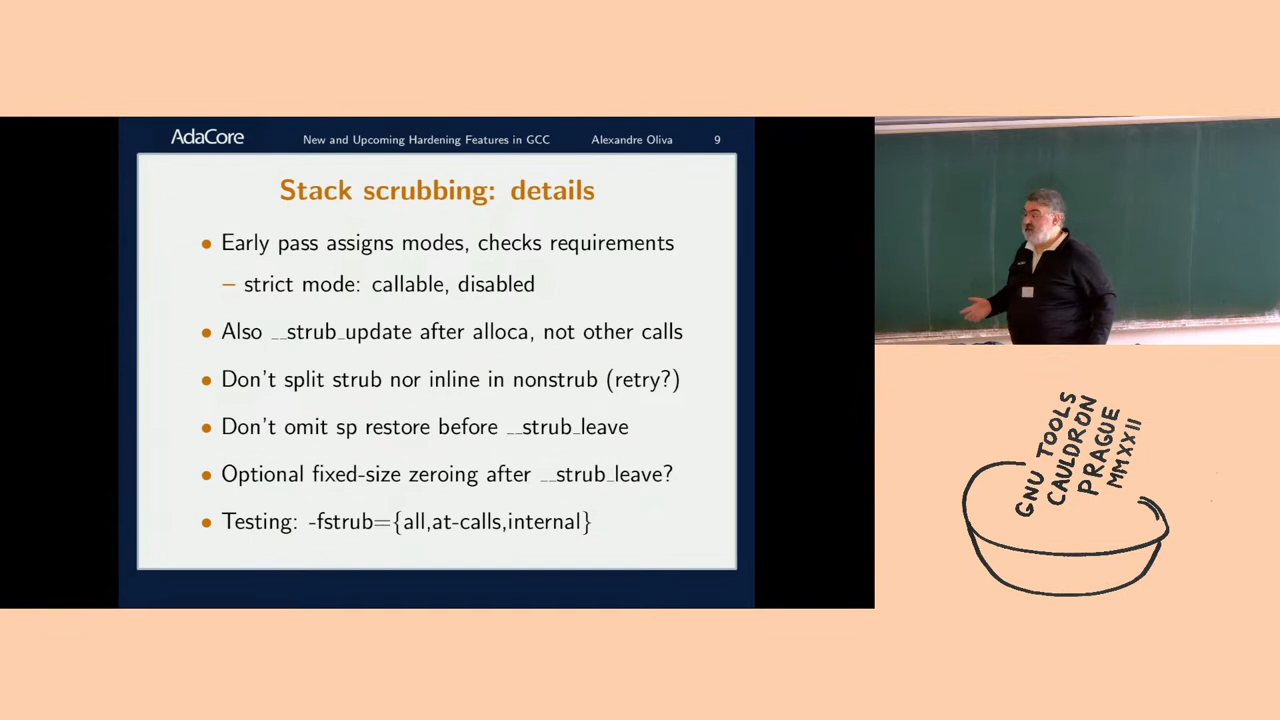 AdaCore New and Upcoming Hardening Features in GCC Alexandre Oliva 9
Stack scrubbing: details
• Early pass assigns modes, checks requirements
– strict mode: callable, disabled
• Also __strub_update after alloca, not other calls
• Don't split strub nor inline in nonstrub (retry?)
• Don't omit sp restore before __strub_leave
• Optional fixed-size zeroing after __strub_leave?
• Testing: -fstrub={all,at-calls,internal}
GNU TOOLS
CAULDRON
PRAGUE
MMXXII